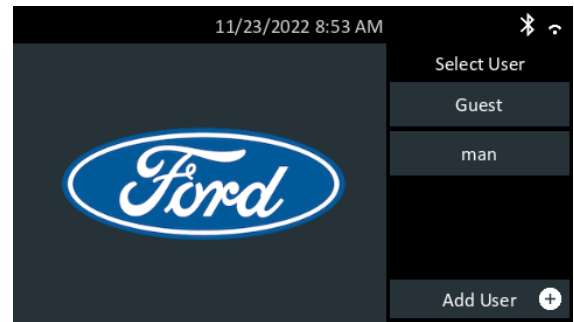 11/23/2022 8:53 AM
Select User
Guest
man
Ford
Add User